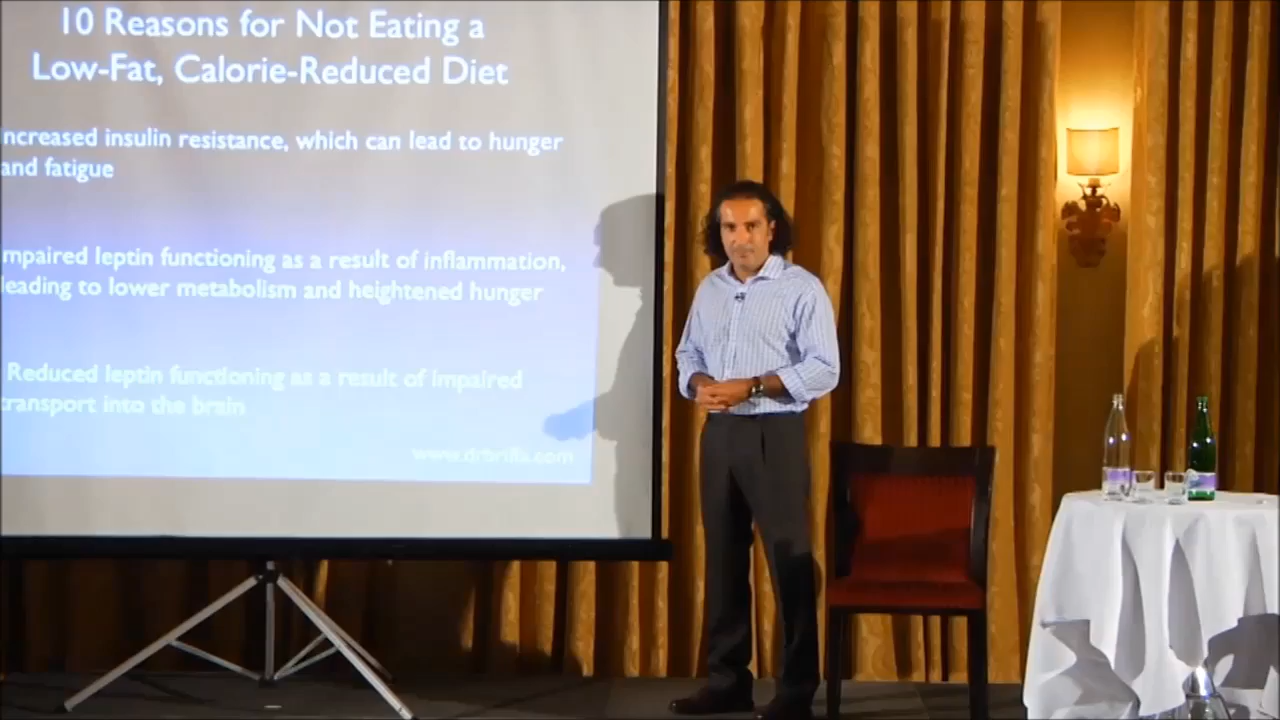 10 Reasons for Not Eating a
Low-Fat, Calorie-Reduced Diet
ncreased insulin resistance, which can lead to hunger
and fatigue
mpaired leptin functioning as a result of inflammation,
leading to lower metabolism and heightened hunger
Reduced leptin functioning as a result of impaired
transport into the brain
www.drbriffa.com